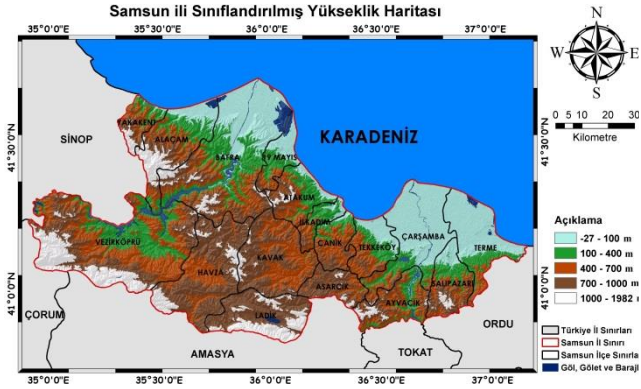 Samsun ili Sınıflandırılmış Yükseklik Haritası
35°0'0"E 35°30'0"E 36°0'0"E 36°30'0"E 37°0'0"E
N
W E
S
0 5 10 20 30
Kilometre
41°30'0"N
41°0'0"N
41°30'0"N
41°0'0"N
KARADENİZ
SİNOP
YAKAKENT
ALAÇAM
BAFRA
19 MAYIS
ATAKUM
İLKADIM
CANİK
TEKKEKÖY
ÇARŞAMBA
TERME
VEZİRKÖPRÜ
HAVZA
KAVAK
ASARCIK
AYVACIK
SALIPAZARI
LADİK
ÇORUM
AMASYA
TOKAT
ORDU
Açıklama
-27 - 100 m
100 - 400 m
400 - 700 m
700 - 1000 m
1000 - 1982 m
Türkiye İl Sınırları
Samsun İl Sınırı
Samsun İlçe Sınırla
Göl, Gölet ve Baraj
35°0'0"E 35°30'0"E 36°0'0"E 36°30'0"E 37°0'0"E